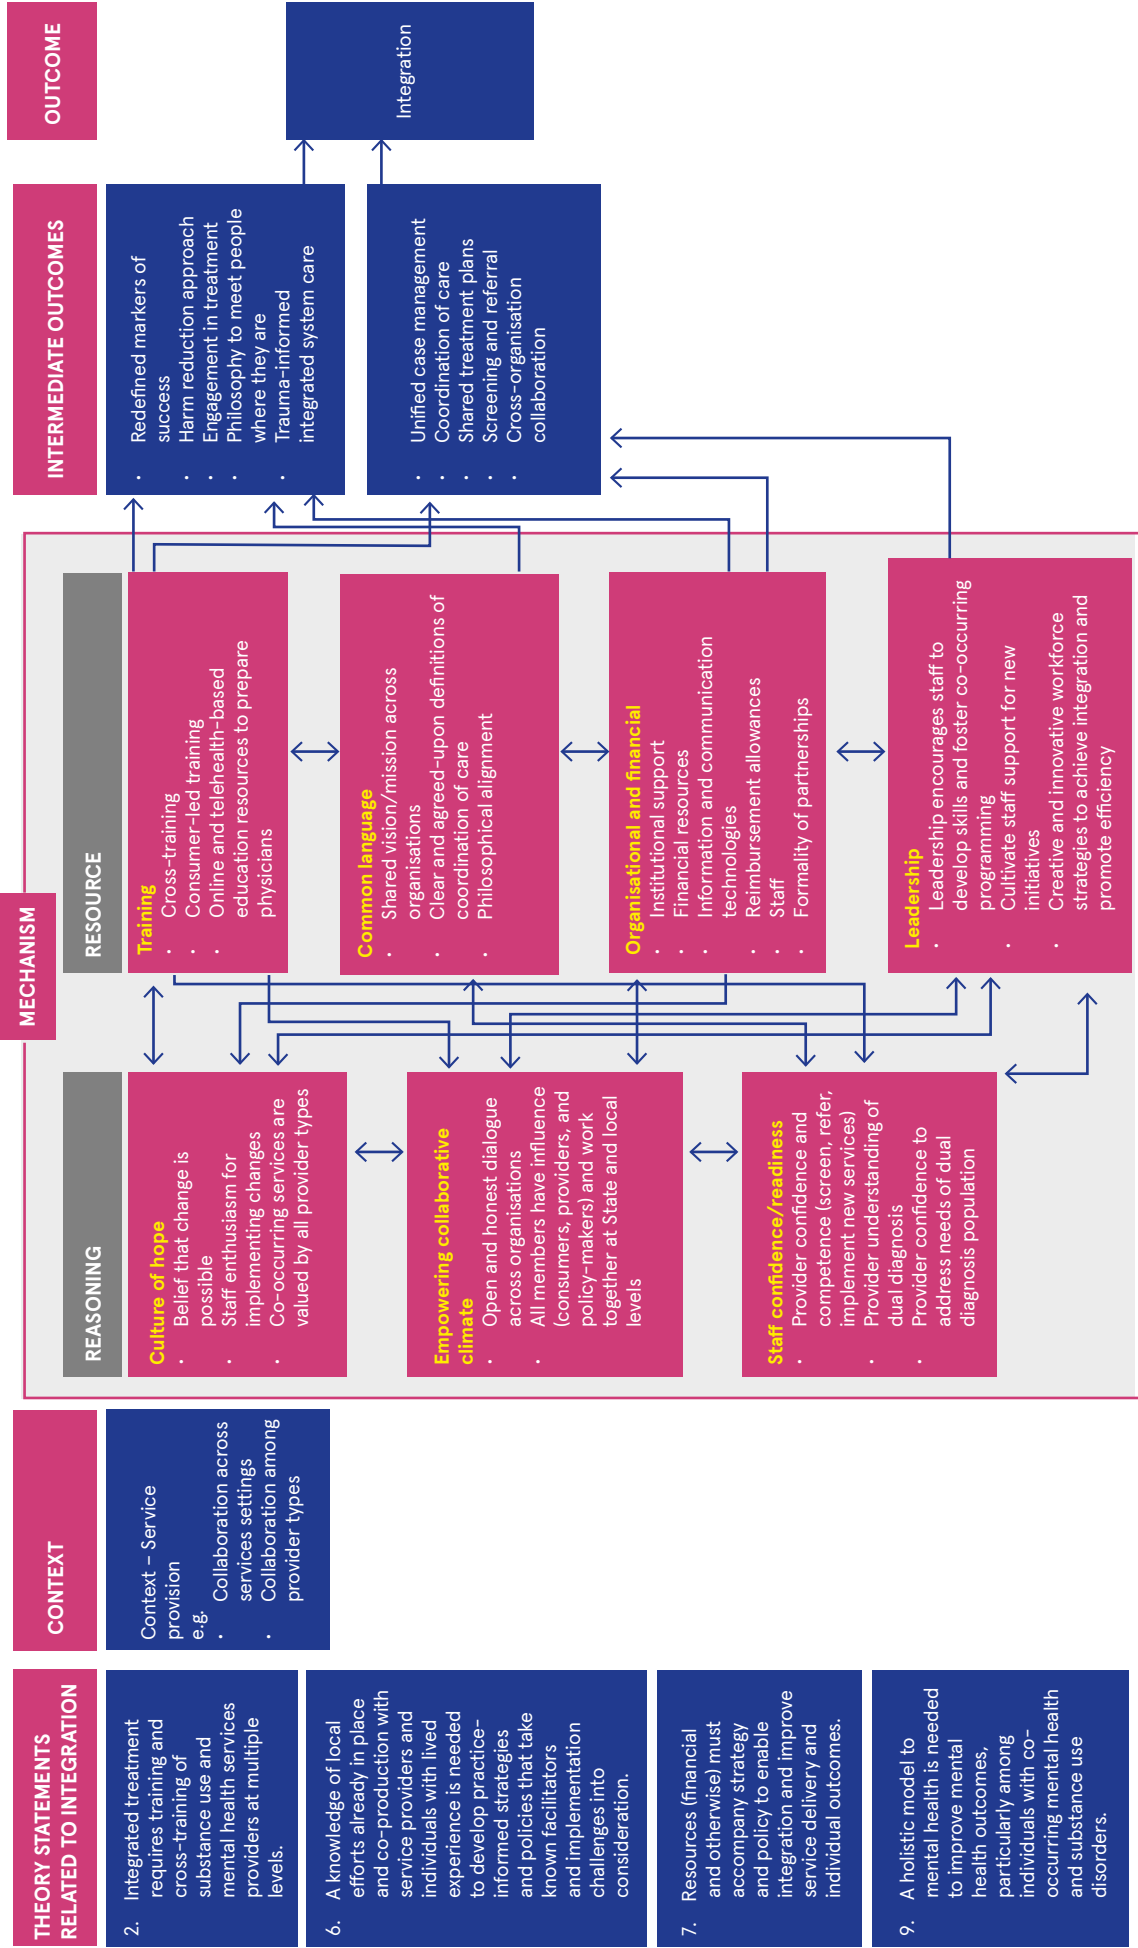 THEORY STATEMENTS
RELATED TO INTEGRATION
2. Integrated treatment
requires training and
cross-training of
substance use and
mental health services
providers at multiple
levels.
6. A knowledge of local
efforts already in place
and co-production with
service providers and
individuals with lived
experience is needed
to develop practice-
informed strategies
and policies that take
known facilitators
and implementation
challenges into
consideration.
7. Resources (financial
and otherwise) must
accompany strategy
and policy to enable
integration and improve
service delivery and
individual outcomes.
9. A holistic model to
mental health is needed
to improve mental
health outcomes,
particularly among
individuals with co-
occurring mental health
and substance use
disorders.
CONTEXT
Context – Service
provision
e.g.
· Collaboration across
services settings
· Collaboration among
provider types
MECHANISM
REASONING
Culture of hope
· Belief that change is
possible
· Staff enthusiasm for
implementing changes
· Co-occurring services are
valued by all provider types
Empowering collaborative
climate
· Open and honest dialogue
across organisations
· All members have influence
(consumers, providers, and
policy-makers) and work
together at State and local
levels
Staff confidence/readiness
· Provider confidence and
competence (screen, refer,
implement new services)
· Provider understanding of
dual diagnosis
· Provider confidence to
address needs of dual
diagnosis population
RESOURCE
Training
· Cross-training
· Consumer-led training
· Online and telehealth-based
education resources to prepare
physicians
Common language
· Shared vision/mission across
organisations
· Clear and agreed-upon definitions of
coordination of care
· Philosophical alignment
Organisational and financial
· Institutional support
· Financial resources
· Information and communication
technologies
· Reimbursement allowances
· Staff
· Formality of partnerships
Leadership
· Leadership encourages staff to
develop skills and foster co-occurring
programming
· Cultivate staff support for new
initiatives
· Creative and innovative workforce
strategies to achieve integration and
promote efficiency
INTERMEDIATE OUTCOMES
· Redefined markers of
success
· Harm reduction approach
· Engagement in treatment
· Philosophy to meet people
where they are
· Trauma-informed
integrated system care
· Unified case management
· Coordination of care
· Shared treatment plans
· Screening and referral
· Cross-organisation
collaboration
OUTCOME
Integration